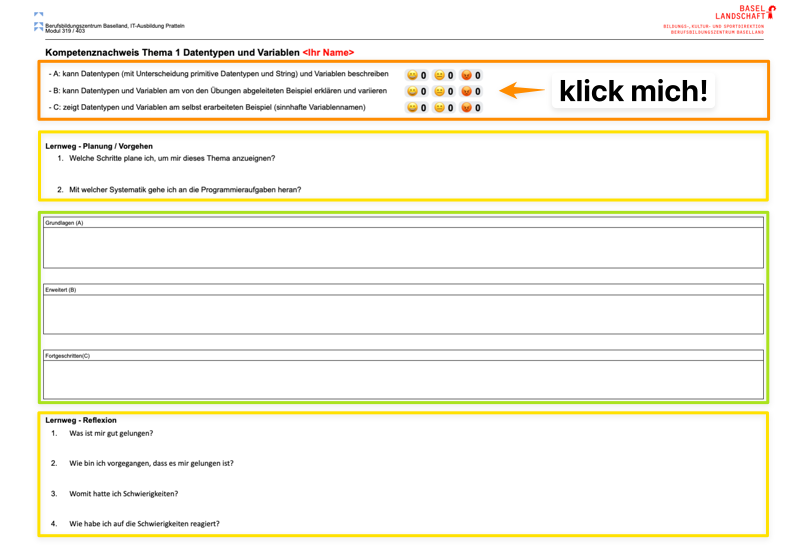 BASEL
LANDSCHAFT
BILDUNGS-, KULTUR- UND SPORTDIREKTION
BERUFSBILDUNGSZENTRUM BASELLAND
Berufsbildungszentrum Baselland, IT-Ausbildung Pratteln
Modul 319 / 403
Kompetenznachweis Thema 1 Datentypen und Variablen <Ihr Name>
- A: kann Datentypen (mit Unterscheidung primitive Datentypen und String) und Variablen beschreiben 0 0 0
- B: kann Datentypen und Variablen am von den Übungen abgeleiteten Beispiel erklären und variieren 0 0 0
- C: zeigt Datentypen und Variablen am selbst erarbeiteten Beispiel (sinnhafte Variablennamen) 0 0 0
klick mich!
Lernweg - Planung / Vorgehen
1. Welche Schritte plane ich, um mir dieses Thema anzueignen?
2. Mit welcher Systematik gehe ich an die Programmieraufgaben heran?
Grundlagen (A)
Erweitert (B)
Fortgeschritten(C)
Lernweg - Reflexion
1. Was ist mir gut gelungen?
2. Wie bin ich vorgegangen, dass es mir gelungen ist?
3. Womit hatte ich Schwierigkeiten?
4. Wie habe ich auf die Schwierigkeiten reagiert?